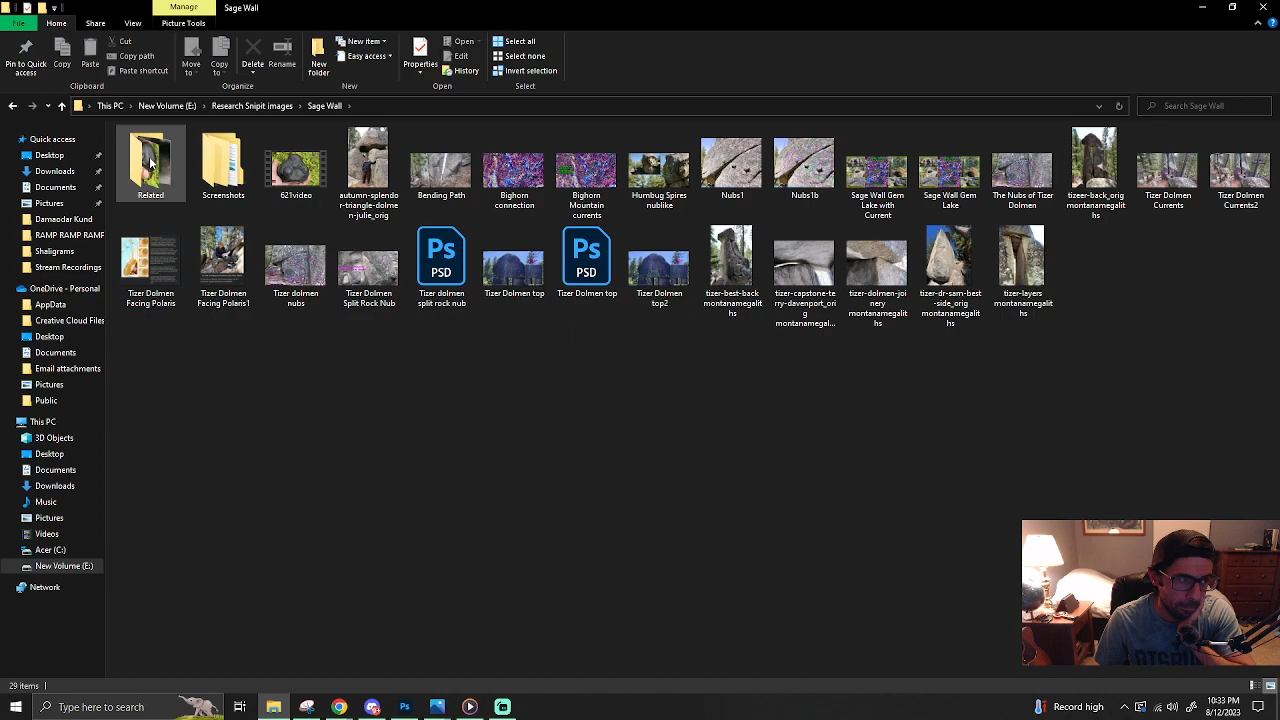 Manage
Sage Wall
File
Home
Share
View
Picture Tools
Pin to Quick
access
Copy
Paste
Cut
Copy path
Paste shortcut
Clipboard
Move
to
Copy
to
Delete
Rename
Organize
New
folder
New item
Easy access
New
Properties
Open
Edit
History
Open
Select all
Select none
Invert selection
Select
This PC
New Volume (E:)
Research Snipit images
Sage Wall
Search Sage Wall
Quick access
Desktop
Downloads
Documents
Pictures
Damaodar Kund
RAMP RAMP RAMP
Shaligrams
Stream Recordings
OneDrive - Personal
AppData
Creative Cloud Files
Desktop
Documents
Email attachments
Pictures
Public
This PC
3D Objects
Desktop
Documents
Downloads
Music
Pictures
Videos
Acer (C:)
New Volume (E:)
Network
Related
Screenshots
621video
autumn-splendo
r-triangle-dolme
n-julie_orig
Bending Path
Bighorn
connection
Bighorn
Mountain
currents
Humbug Spires
nublike
Nubs1
Nubs1b
Sage Wall Gem
Lake with
Current
Sage Wall Gem
Lake
The Nubs of Tizer
Dolmen
tizer-back_orig
montanamegalit
hs
Tizer Dolmen
Currents
Tizer Dolmen
Currents2
Tizer Dolmen
Facing Polaris
Tizer Dolmen
Facing Polaris1
Tizer dolmen
nubs
Tizer Dolmen
Split Rock Nub
Ps
PSD
Tizer dolmen
split rock nub
Tizer Dolmen top
Ps
PSD
Tizer Dolmen top
Tizer Dolmen
top2
tizer-best-back
montanamegalit
hs
tizer-capstone-te
rry-davenport_ori
g
montanamegal...
tizer-dolmen-joi
nery
montanamegalit
hs
tizer-dr-sam-best
-side_orig
montanamegalit
hs
tizer-layers
montanamegalit
hs
29 items
Type here to search
Ps
Record high
10:33 PM
8/12/2023